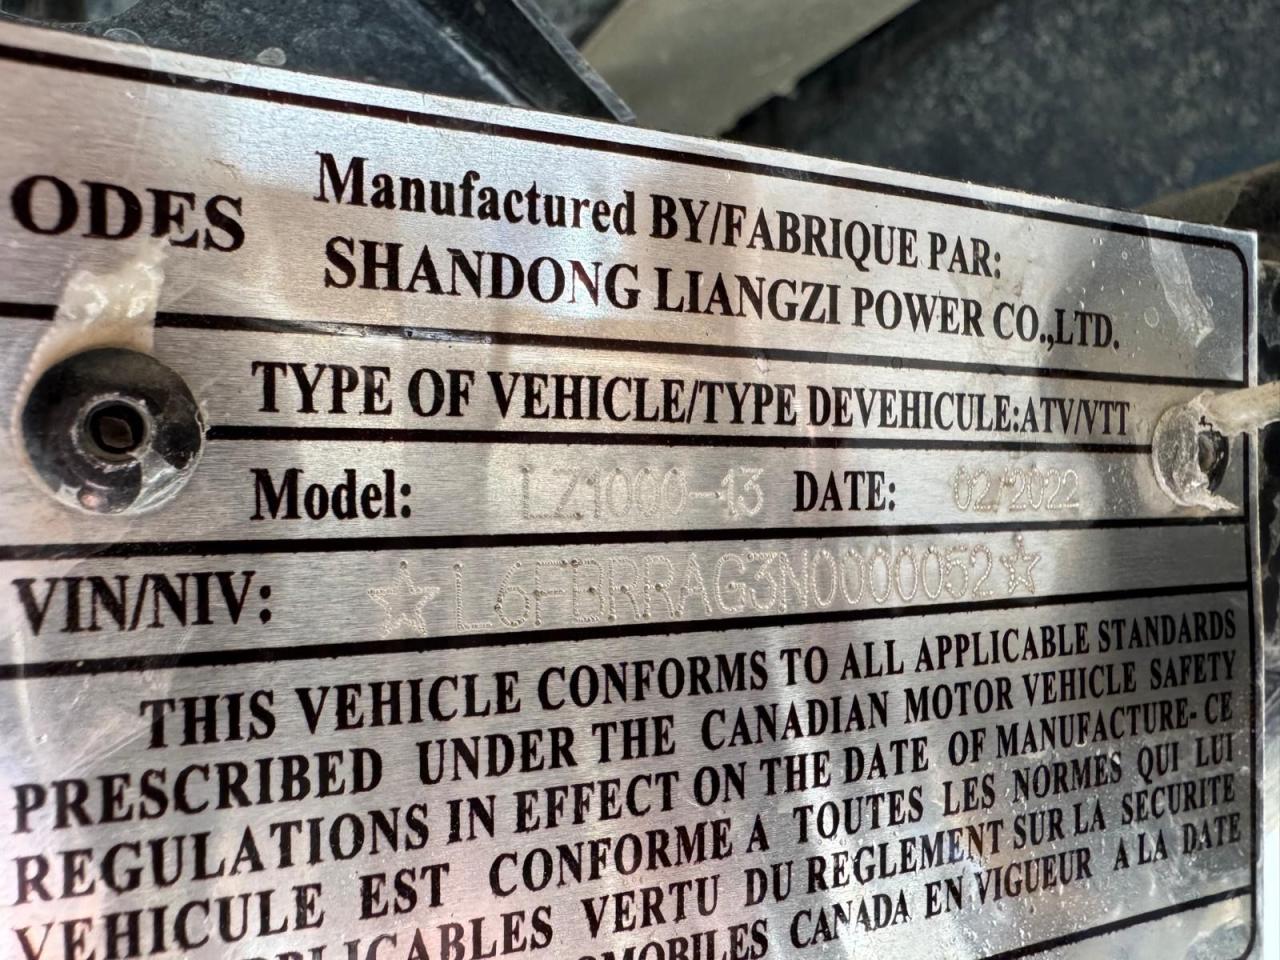 ODES
Manufactured BY/FABRIQUE PAR:
SHANDONG LIANGZI POWER CO.,LTD.
TYPE OF VEHICLE/TYPE DEVEHICULE:ATV/VTT
Model: LZ1000-13 DATE: 02/2022
VIN/NIV: ☆L6FBRRAG3N0000052☆
THIS VEHICLE CONFORMS TO ALL APPLICABLE STANDARDS
PRESCRIBED UNDER THE CANADIAN MOTOR VEHICLE SAFETY
REGULATIONS IN EFFECT ON THE DATE OF MANUFACTURE- CE
VEHICULE EST CONFORME A TOUTES LES NORMES QUI LUI
VERTU DU REGLEMENT SUR LA SECURITE
CANADA EN VIGUEUR A LA DATE